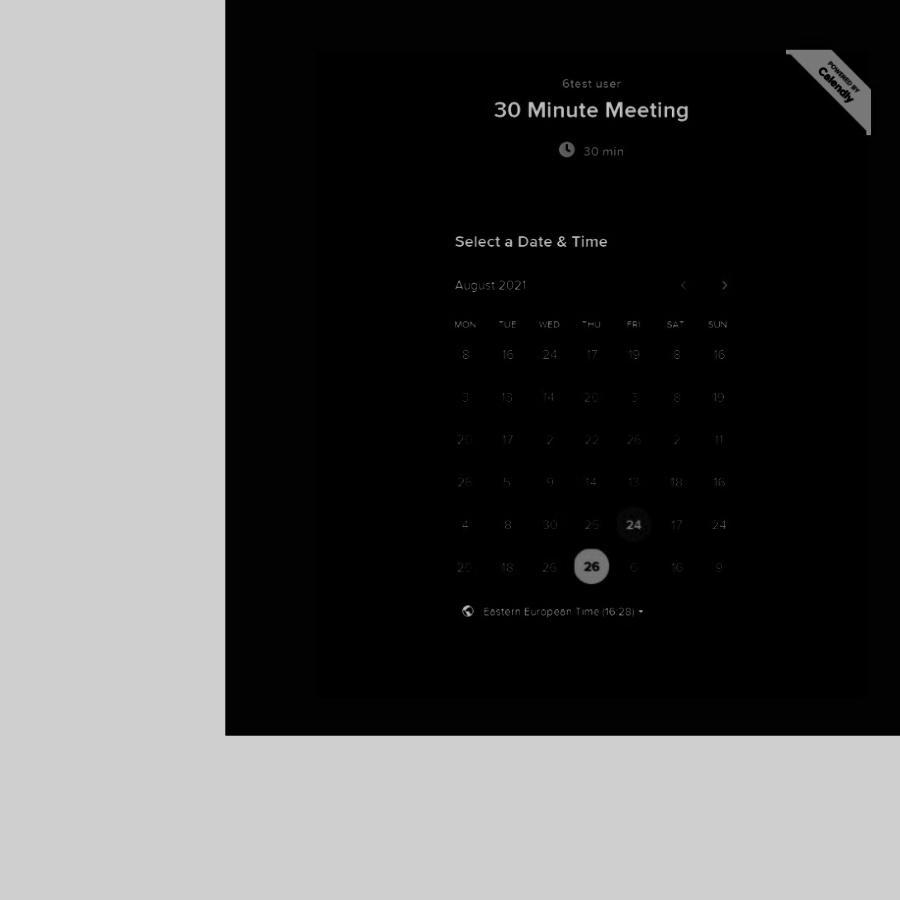 POWERED BY
Calendly
6test user
30 Minute Meeting
30 min
Select a Date & Time
August 2021
MON TUE WED THU FRI SAT SUN
8 16 24 17 19 8 16
3 13 14 20 3 8 19
20 17 2 22 26 2 11
26 5 9 14 13 18 16
4 8 30 25 24 17 24
20 18 26 26 6 16 9
Eastern European Time (16:28)